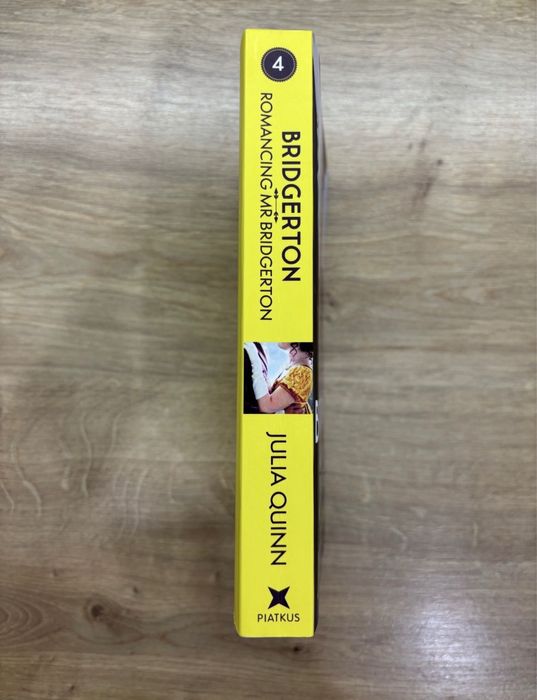 4
BRIDGERTON
ROMANCING MR BRIDGERTON
JULIA QUINN
PIATKUS